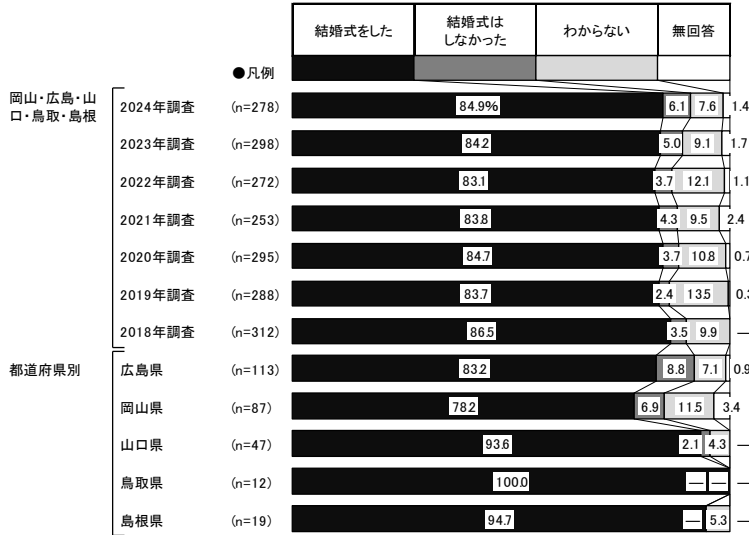 結婚式をした 結婚式は わからない 無回答
しなかった
●凡例
岡山・広島・山
口・鳥取・島根
2024年調査 (n=278) 84.9% 6.1 7.6 1.4
2023年調査 (n=298) 84.2 5.0 9.1 1.7
2022年調査 (n=272) 83.1 3.7 12.1 1.1
2021年調査 (n=253) 83.8 4.3 9.5 2.4
2020年調査 (n=295) 84.7 3.7 10.8 0.7
2019年調査 (n=288) 83.7 2.4 13.5 0.3
2018年調査 (n=312) 86.5 3.5 9.9 —
都道府県別 広島県 (n=113) 83.2 8.8 7.1 0.9
岡山県 (n=87) 78.2 6.9 11.5 3.4
山口県 (n=47) 93.6 2.1 4.3 —
鳥取県 (n=12) 100.0 — — —
島根県 (n=19) 94.7 — 5.3 —